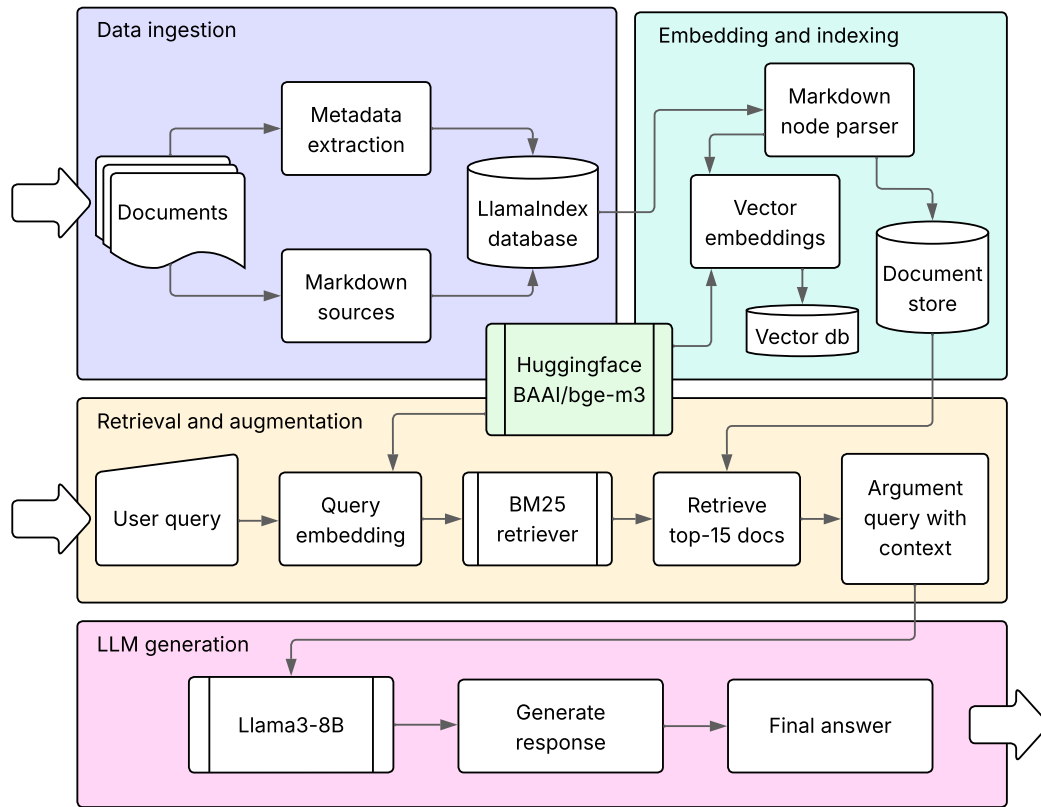 Data ingestion
Metadata
extraction
Documents
LlamaIndex
database
Markdown
sources
Embedding and indexing
Markdown
node parser
Vector
embeddings
Document
store
Vector db
Huggingface
BAAI/bge-m3
Retrieval and augmentation
User query
Query
embedding
BM25
retriever
Retrieve
top-15 docs
Argument
query with
context
LLM generation
Llama3-8B
Generate
response
Final answer